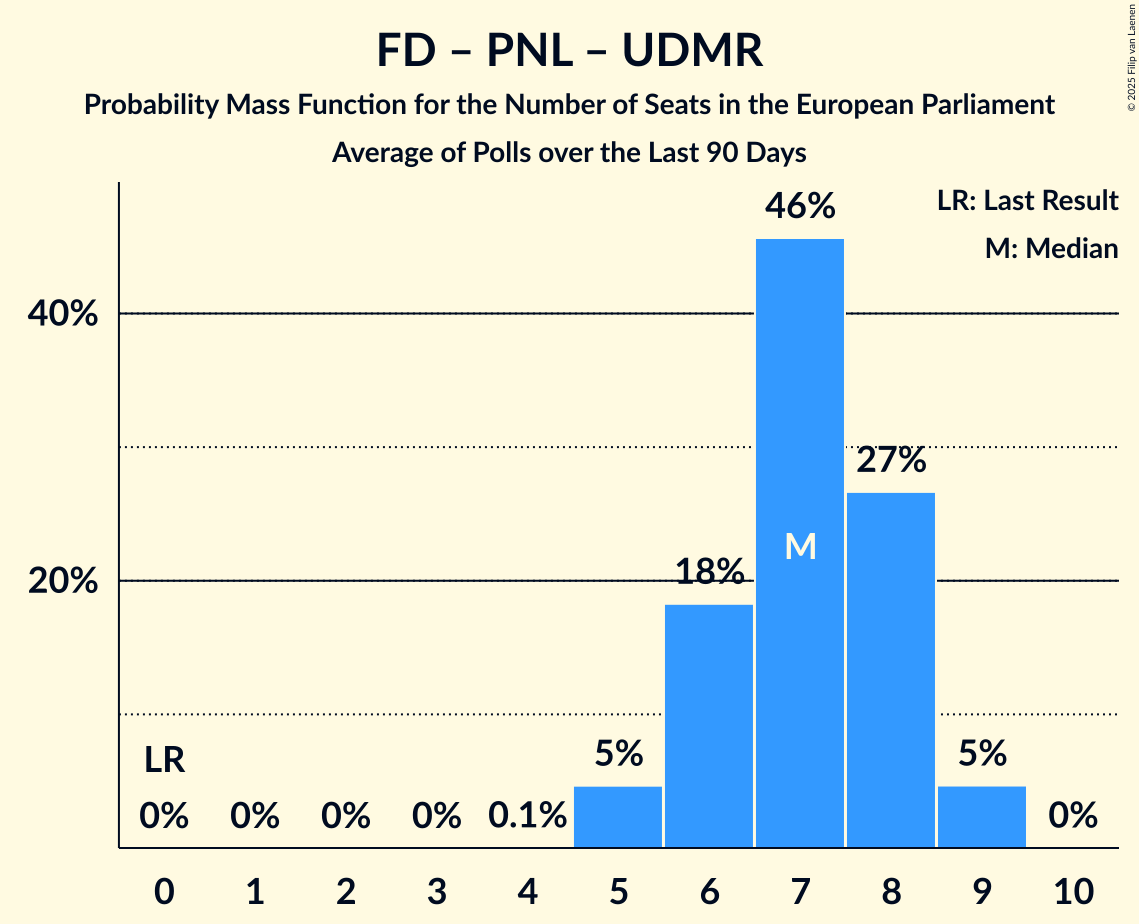 FD – PNL – UDMR
Probability Mass Function for the Number of Seats in the European Parliament
Average of Polls over the Last 90 Days
© 2025 Filip van Laenen
LR: Last Result
M: Median
40%
20%
LR
0%
0%
0%
0%
0.1%
5%
18%
46%
M
27%
5%
0%
0 1 2 3 4 5 6 7 8 9 10